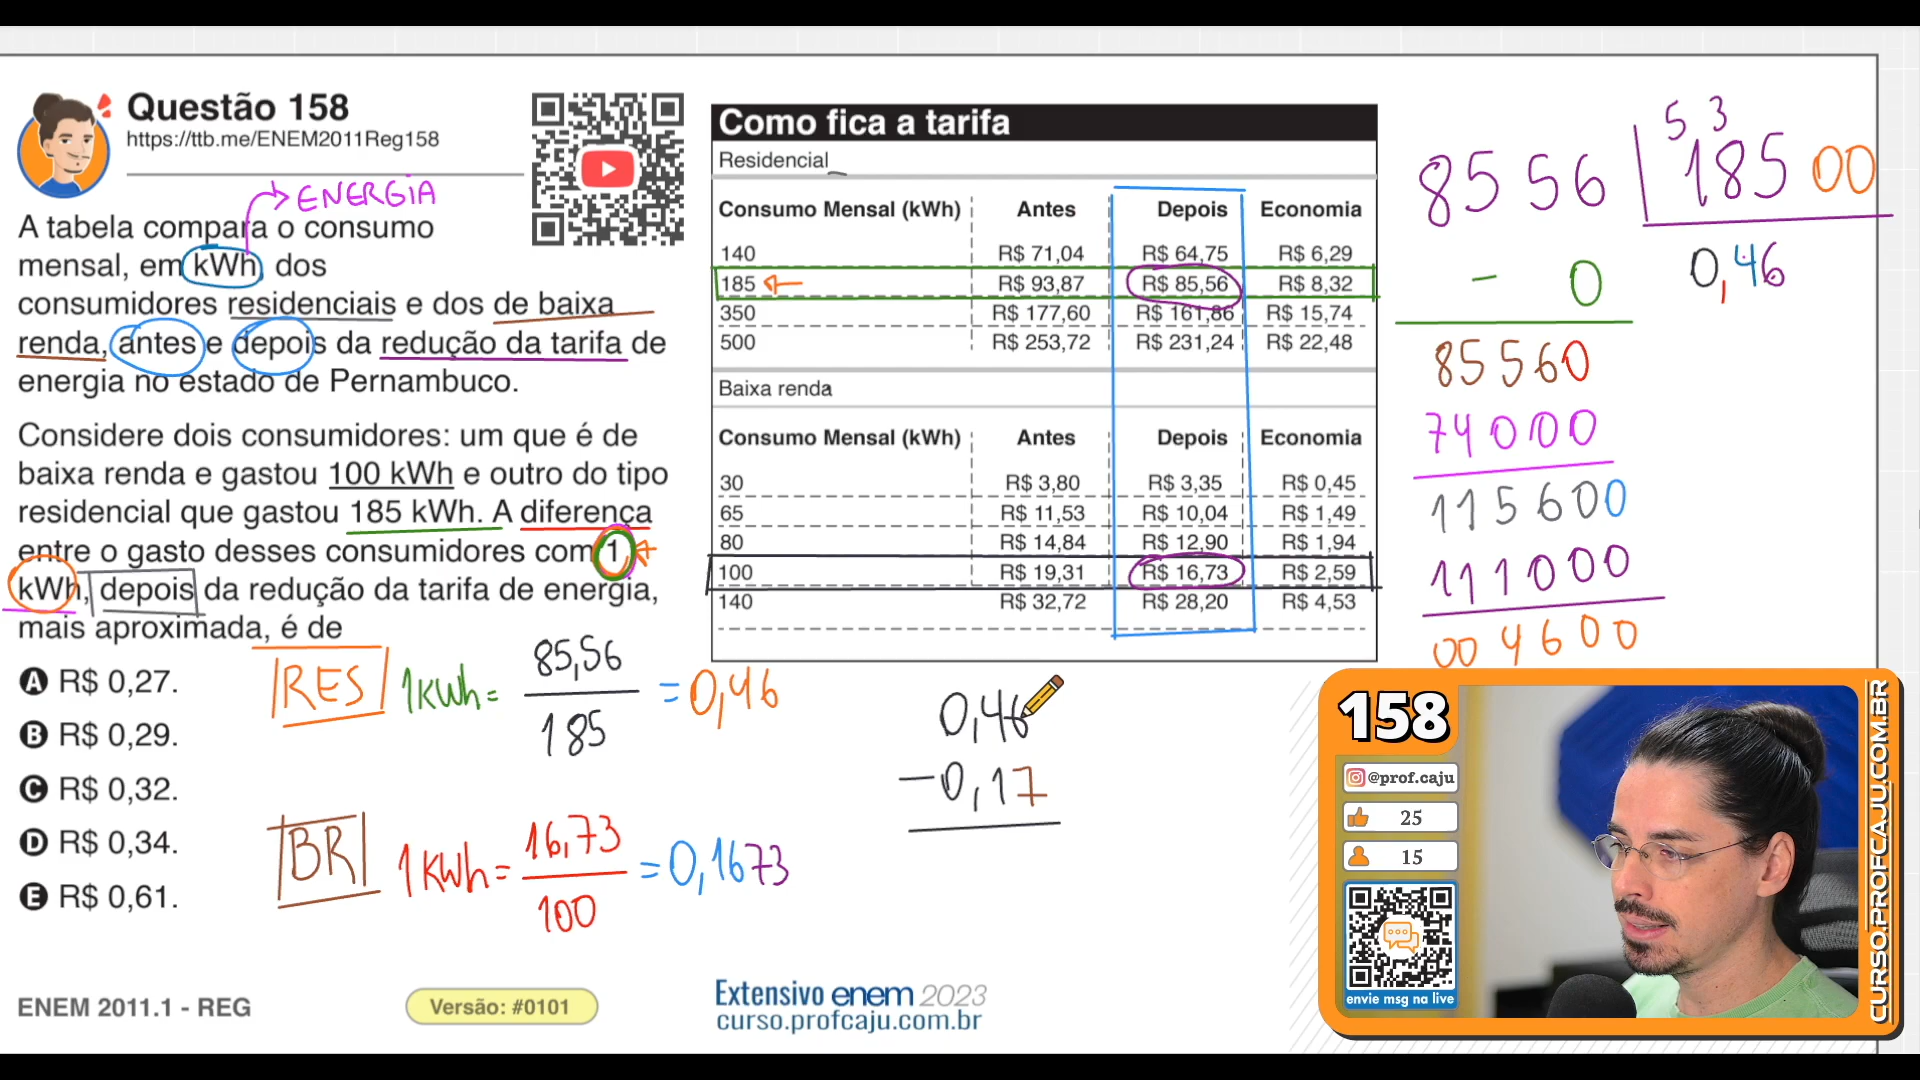 Questão 158
https://ttb.me/ENEM2011Reg158
ENERGIA
A tabela compara o consumo
mensal, em kWh, dos
consumidores residenciais e dos de baixa
renda, antes e depois da redução da tarifa de
energia no estado de Pernambuco.
Considere dois consumidores: um que é de
baixa renda e gastou 100 kWh e outro do tipo
residencial que gastou 185 kWh. A diferença
entre o gasto desses consumidores com 1
kWh, depois da redução da tarifa de energia,
mais aproximada, é de
A R$ 0,27.
B R$ 0,29.
C R$ 0,32.
D R$ 0,34.
E R$ 0,61.
RES 1kWh = 85,56
185
= 0,46
BR 1kWh = 16,73
100
= 0,1673
Como fica a tarifa
Residencial
Consumo Mensal (kWh) Antes Depois Economia
140 R$ 71,04 R$ 64,75 R$ 6,29
185 R$ 93,87 R$ 85,56 R$ 8,32
350 R$ 177,60 R$ 161,86 R$ 15,74
500 R$ 253,72 R$ 231,24 R$ 22,48
Baixa renda
Consumo Mensal (kWh) Antes Depois Economia
30 R$ 3,80 R$ 3,35 R$ 0,45
65 R$ 11,53 R$ 10,04 R$ 1,49
80 R$ 14,84 R$ 12,90 R$ 1,94
100 R$ 19,31 R$ 16,73 R$ 2,59
140 R$ 32,72 R$ 28,20 R$ 4,53
0,46
-0,17
5 3
8556 18500
- 0 0,46
85560
74000
115600
111000
004600
158
@prof.caju
25
15
envie msg na live
CURSO.PROFCAJU.COM.BR
ENEM 2011.1 - REG
Versão: #0101
Extensivo enem 2023
curso.profcaju.com.br